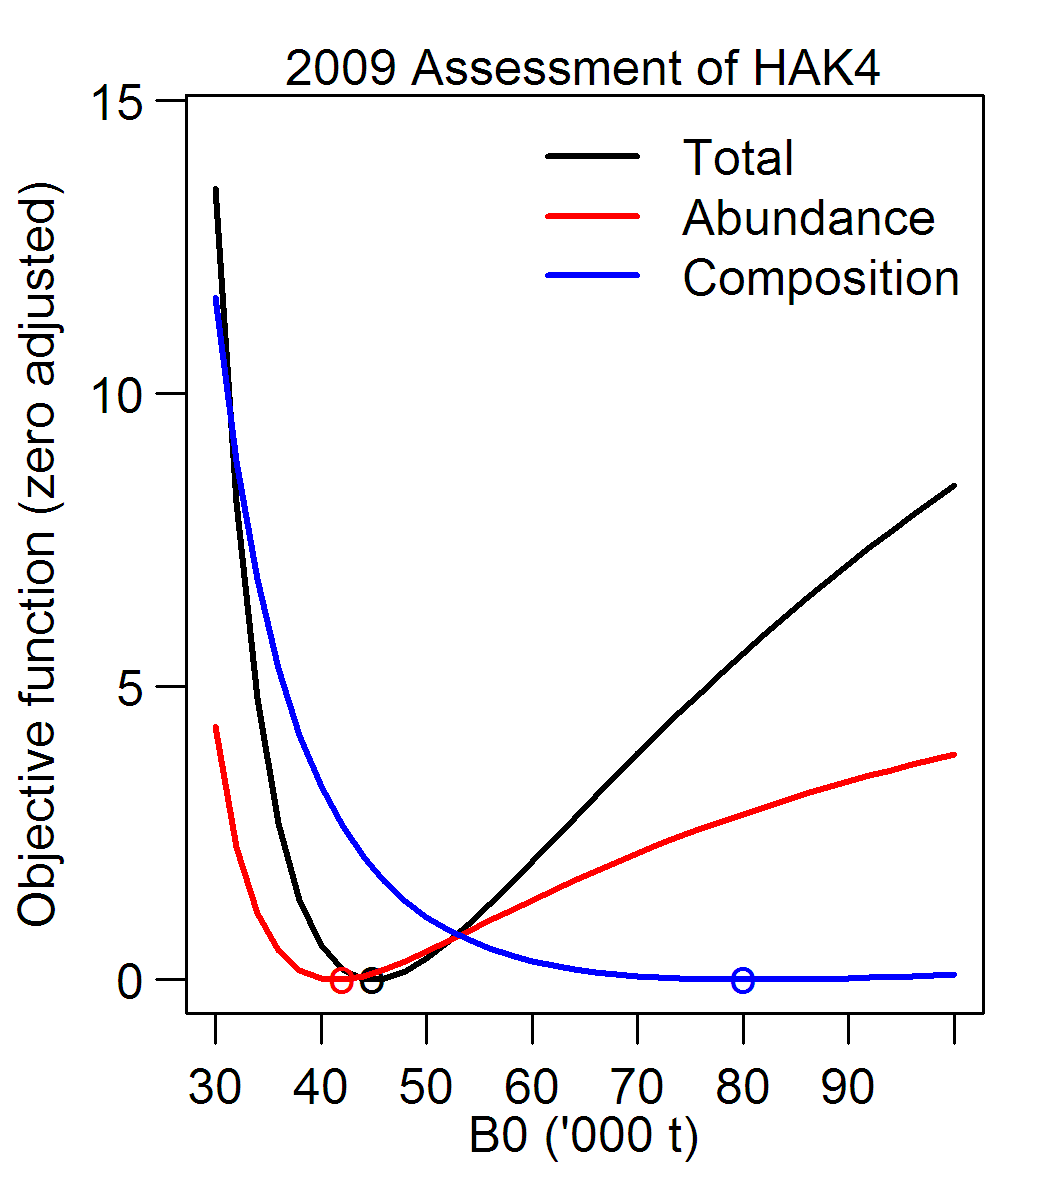 2009 Assessment of HAK4
Total
Abundance
Composition
Objective function (zero adjusted)
15
10
5
0
30 40 50 60 70 80 90
B0 ('000 t)